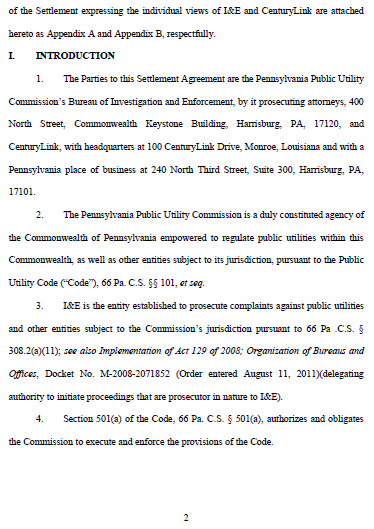 of the Settlement expressing the individual views of I&E and CenturyLink are attached
hereto as Appendix A and Appendix B, respectfully.
I. INTRODUCTION
1. The Parties to this Settlement Agreement are the Pennsylvania Public Utility
Commission's Bureau of Investigation and Enforcement, by it prosecuting attorneys, 400
North Street, Commonwealth Keystone Building, Harrisburg, PA, 17120, and
CenturyLink, with headquarters at 100 CenturyLink Drive, Monroe, Louisiana and with a
Pennsylvania place of business at 240 North Third Street, Suite 300, Harrisburg, PA,
17101.
2. The Pennsylvania Public Utility Commission is a duly constituted agency of
the Commonwealth of Pennsylvania empowered to regulate public utilities within this
Commonwealth, as well as other entities subject to its jurisdiction, pursuant to the Public
Utility Code ("Code"), 66 Pa. C.S. §§ 101, et seq.
3. I&E is the entity established to prosecute complaints against public utilities
and other entities subject to the Commission's jurisdiction pursuant to 66 Pa .C.S. §
308.2(a)(11); see also Implementation of Act 129 of 2008; Organization of Bureaus and
Offices, Docket No. M-2008-2071852 (Order entered August 11, 2011)(delegating
authority to initiate proceedings that are prosecutor in nature to I&E).
4. Section 501(a) of the Code, 66 Pa. C.S. § 501(a), authorizes and obligates
the Commission to execute and enforce the provisions of the Code.
2